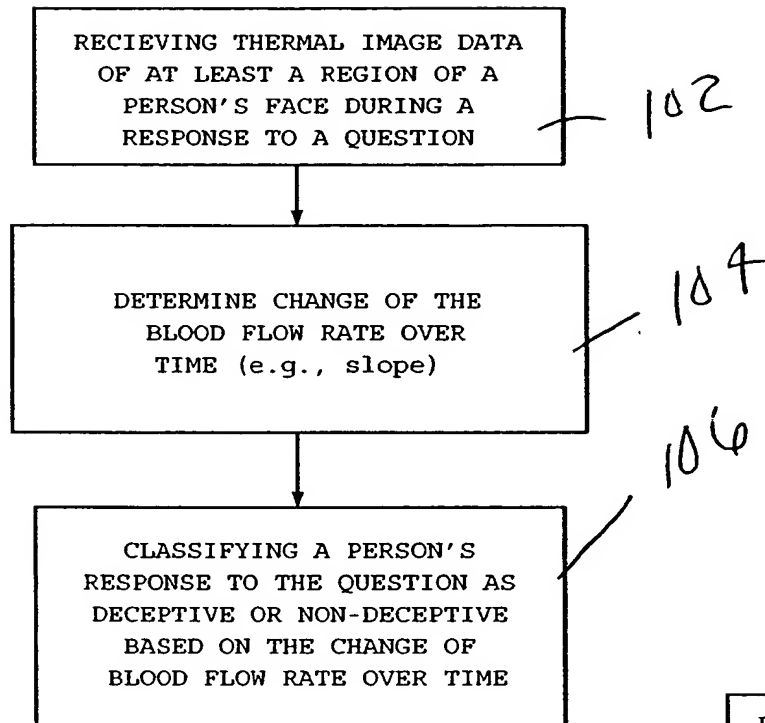 RECIEVING THERMAL IMAGE DATA
OF AT LEAST A REGION OF A
PERSON'S FACE DURING A
RESPONSE TO A QUESTION
102
DETERMINE CHANGE OF THE
BLOOD FLOW RATE OVER
TIME (e.g., slope)
104
106
CLASSIFYING A PERSON'S
RESPONSE TO THE QUESTION AS
DECEPTIVE OR NON-DECEPTIVE
BASED ON THE CHANGE OF
BLOOD FLOW RATE OVER TIME